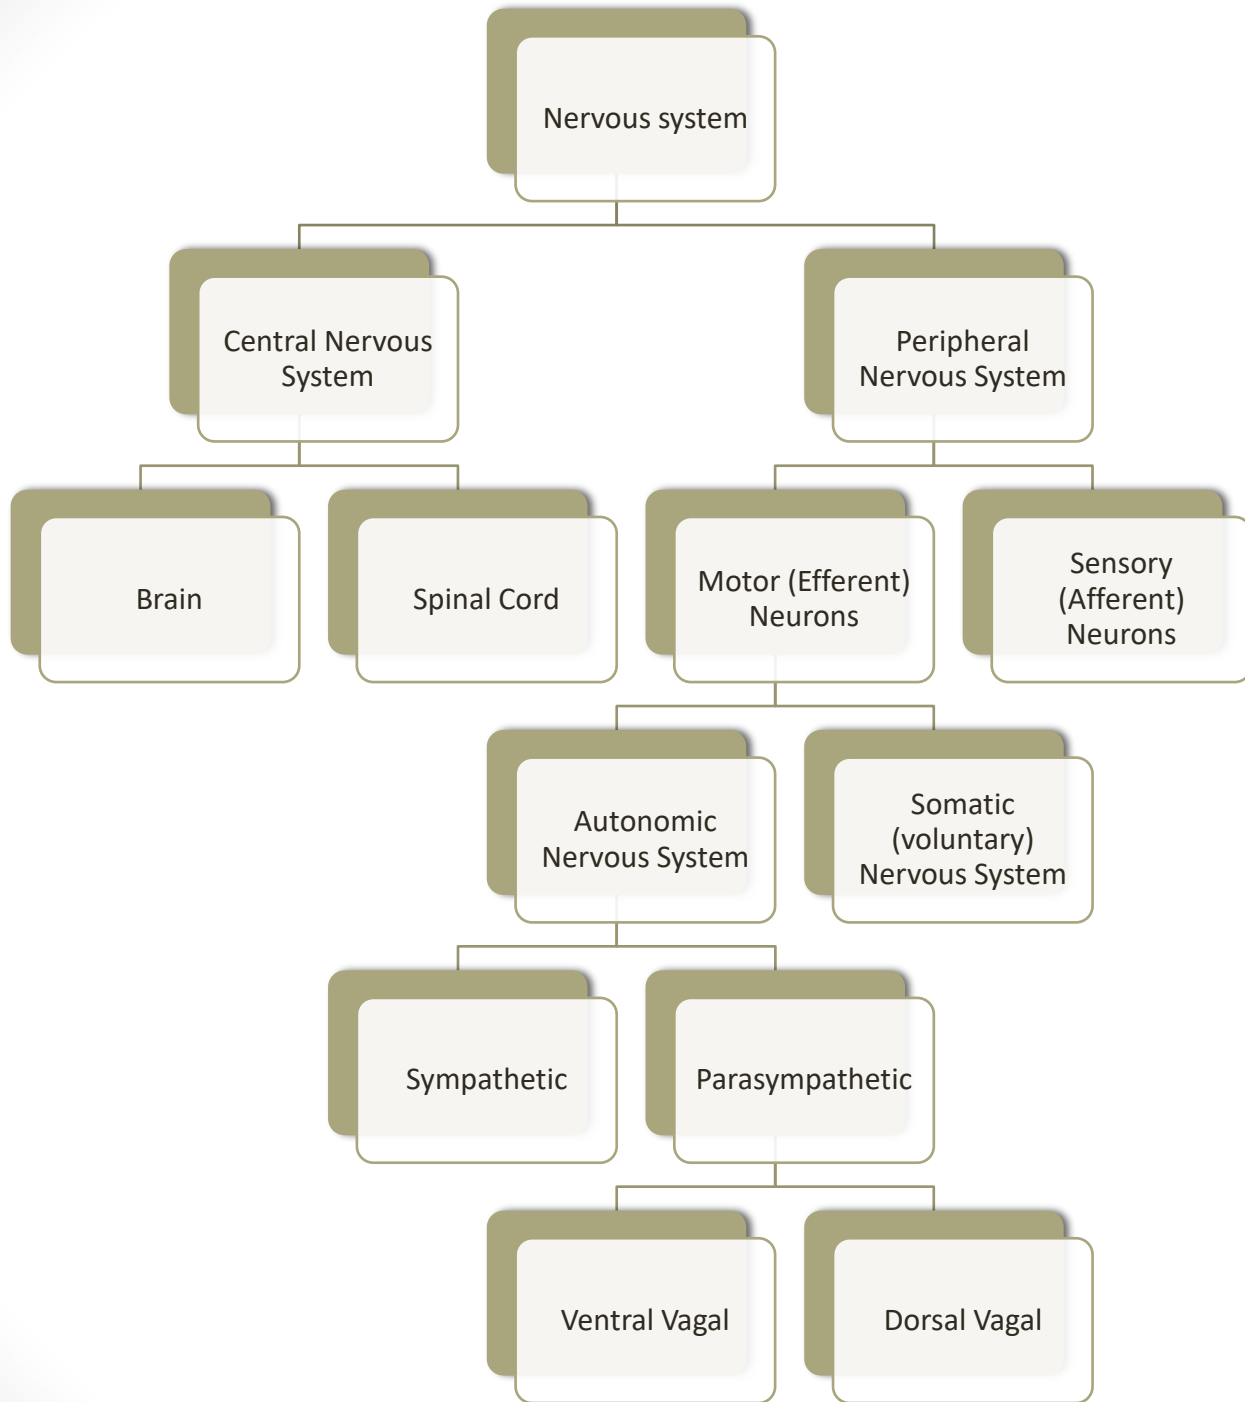 Nervous system
Central Nervous
System
Peripheral
Nervous System
Brain
Spinal Cord
Motor (Efferent)
Neurons
Sensory
(Afferent)
Neurons
Autonomic
Nervous System
Somatic
(voluntary)
Nervous System
Sympathetic
Parasympathetic
Ventral Vagal
Dorsal Vagal